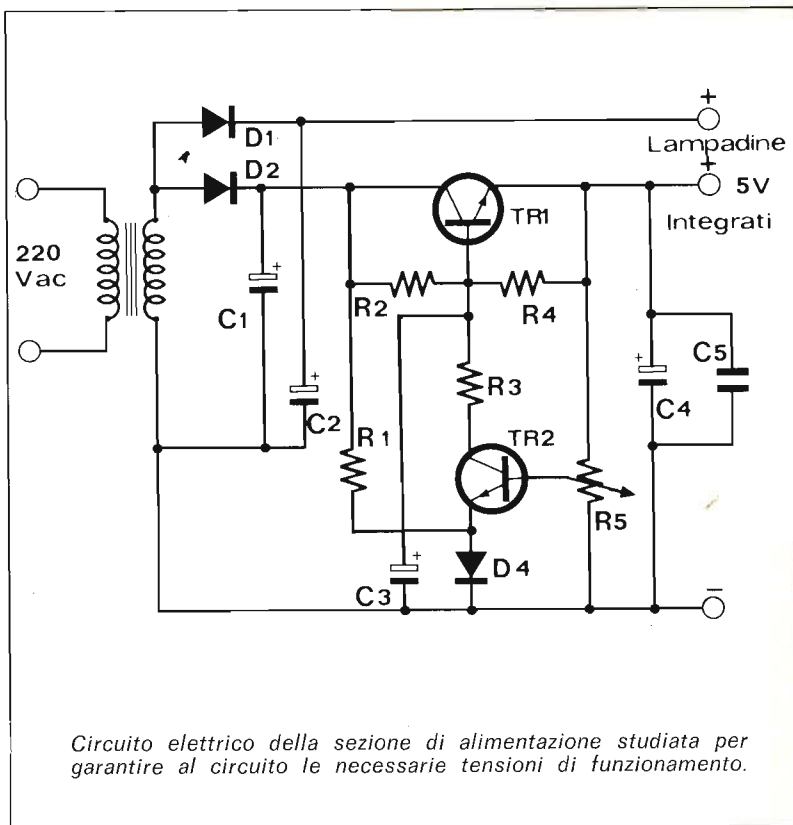 +
D1
Lampadine
D2
+
5V
TR1
Integrati
220
Vac
+
C1
R2
R4
+
C2
R3
+
C4
C5
R1
TR2
R5
+
C3
D4
-
Circuito elettrico della sezione di alimentazione studiata per
garantire al circuito le necessarie tensioni di funzionamento.